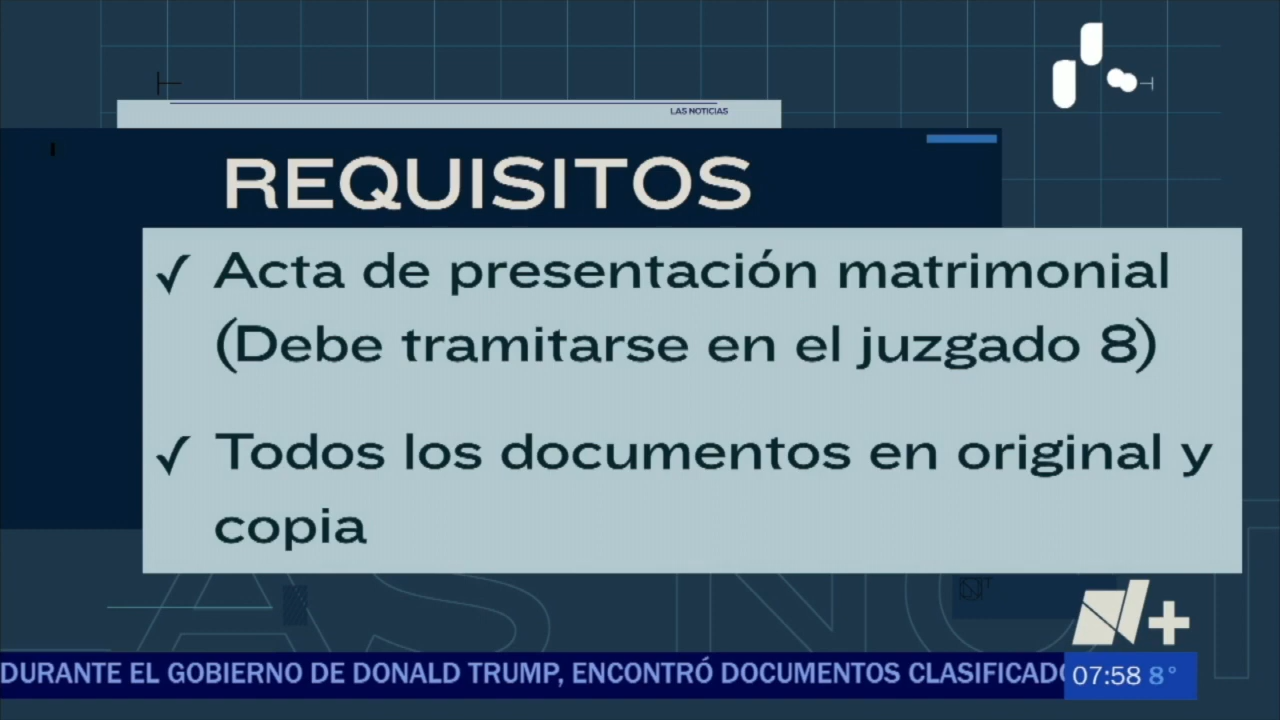 LAS NOTICIAS
REQUISITOS
✓ Acta de presentación matrimonial
(Debe tramitarse en el juzgado 8)
✓ Todos los documentos en original y
copia
N+
DURANTE EL GOBIERNO DE DONALD TRUMP, ENCONTRÓ DOCUMENTOS CLASIFICADO
07:58 8°